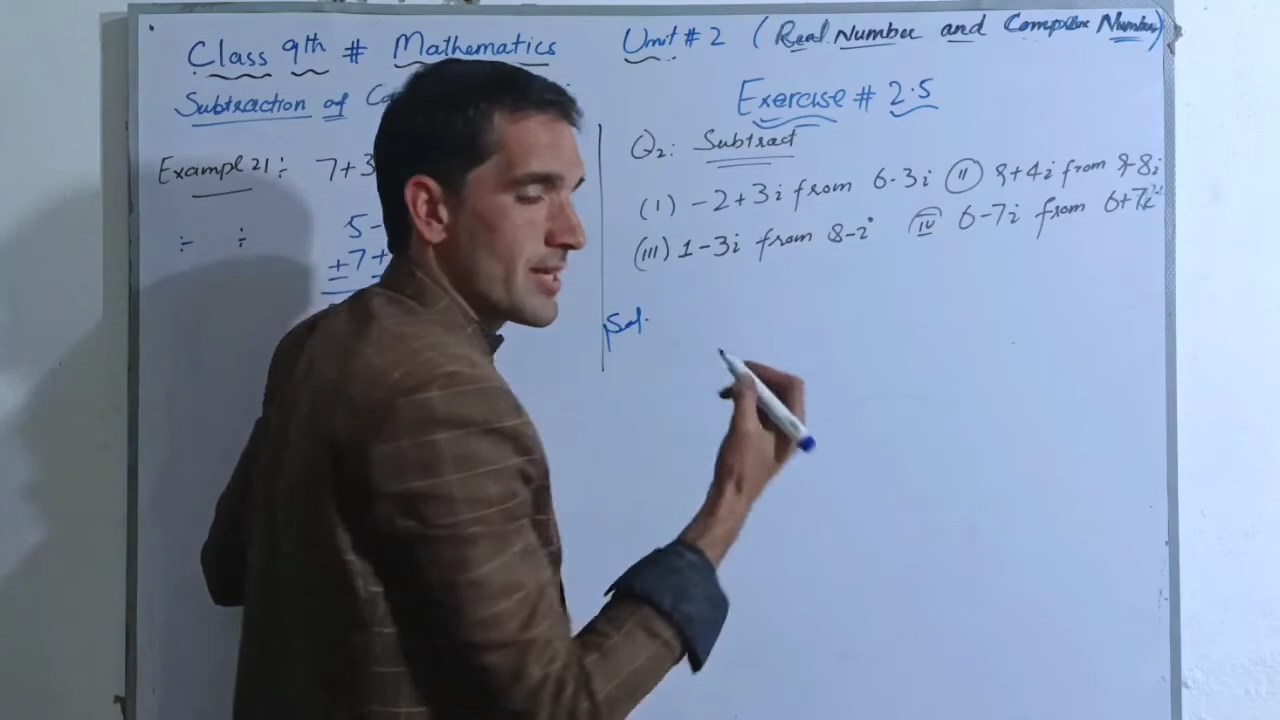 Class 9th # Mathematics
Unit # 2 (Real Number and Complex Number)
Subtraction of Co
Exercise # 2.5
Example 21: 7+3
5-
+7+
Q2: Subtract
(I) -2+3i from 6-3i (II) 9+4i from 9-8i
(III) 1-3i from 8-i (IV) 6-7i from 6+7i
Sol.